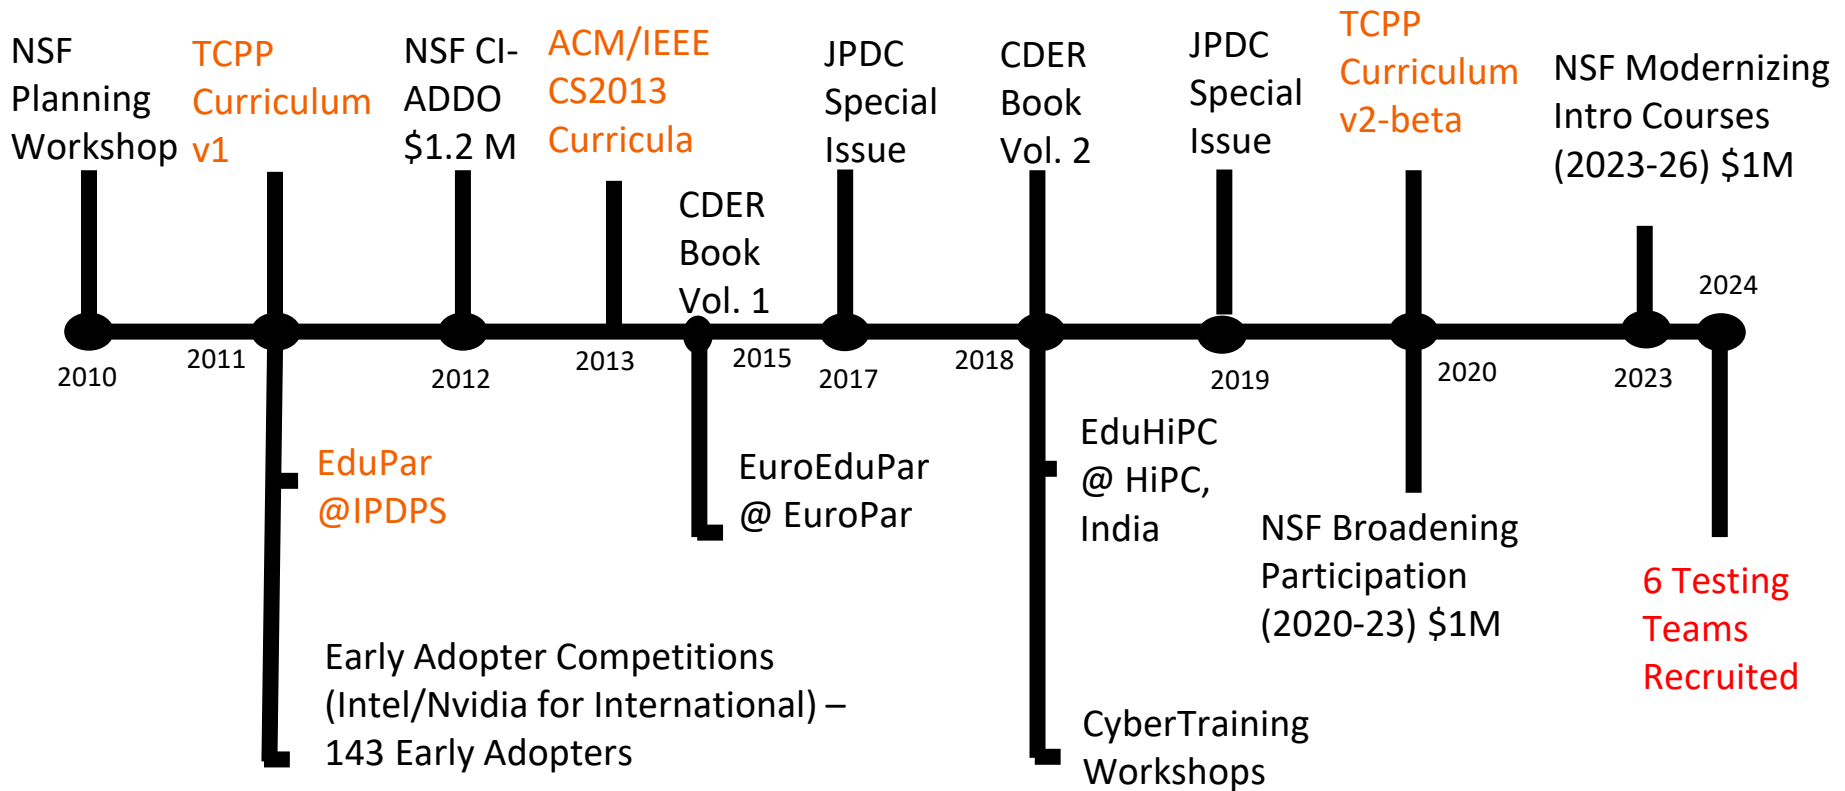 NSF
Planning
Workshop
TCPP
Curriculum
v1
NSF CI-
ADDO
$1.2 M
ACM/IEEE
CS2013
Curricula
CDER
Book
Vol. 1
JPDC
Special
Issue
CDER
Book
Vol. 2
JPDC
Special
Issue
TCPP
Curriculum
v2-beta
NSF Modernizing
Intro Courses
(2023-26) $1M
2010
2011
2012
2013
2015
2017
2018
2019
2020
2023
2024
EduPar
@IPDPS
Early Adopter Competitions
(Intel/Nvidia for International) –
143 Early Adopters
EuroEduPar
@ EuroPar
EduHiPC
@ HiPC,
India
CyberTraining
Workshops
NSF Broadening
Participation
(2020-23) $1M
6 Testing
Teams
Recruited